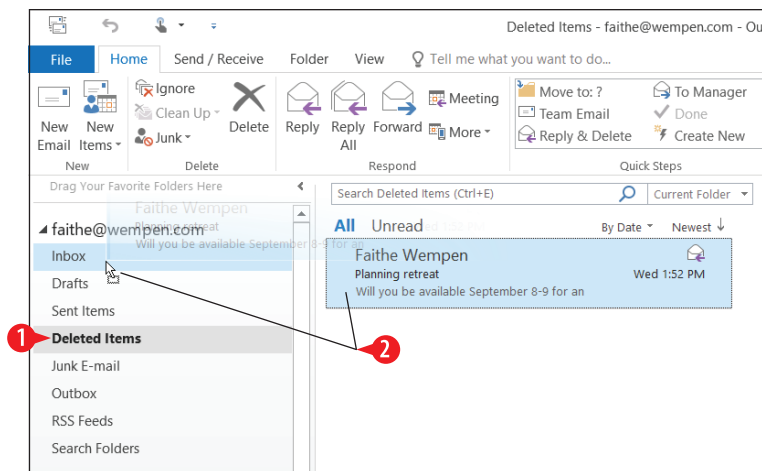 Deleted Items - faithe@wempen.com - Ou
File Home Send / Receive Folder View Tell me what you want to do...
New Email
New Items
Ignore
Clean Up
Junk
Delete
Reply
Reply All
Forward
Meeting
More
Move to: ?
Team Email
Reply & Delete
To Manager
Done
Create New
New Delete Respond Quick Steps
Drag Your Favorite Folders Here
Faithe Wempen
Planning retreat
Will you be available September 8-9 for an
faithe@wempen.com
Inbox
Drafts
Sent Items
1 Deleted Items
Junk E-mail
Outbox
RSS Feeds
Search Folders
Search Deleted Items (Ctrl+E) Current Folder
All Unread By Date Newest
Faithe Wempen
Planning retreat Wed 1:52 PM
Will you be available September 8-9 for an
2